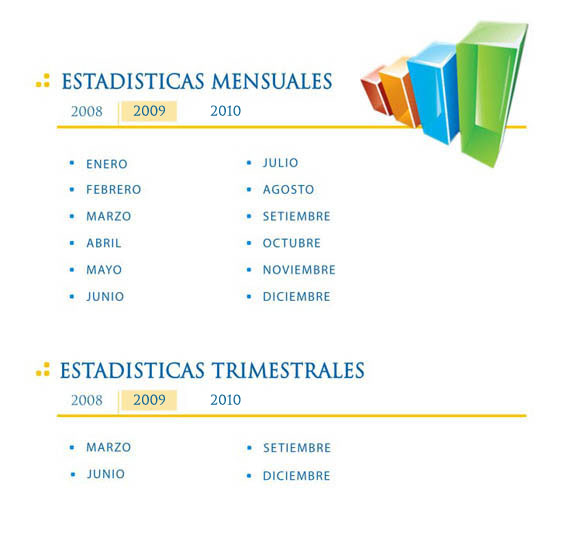 ESTADISTICAS MENSUALES
2008 2009 2010
ENERO
FEBRERO
MARZO
ABRIL
MAYO
JUNIO
JULIO
AGOSTO
SETIEMBRE
OCTUBRE
NOVIEMBRE
DICIEMBRE
ESTADISTICAS TRIMESTRALES
2008 2009 2010
MARZO
JUNIO
SETIEMBRE
DICIEMBRE